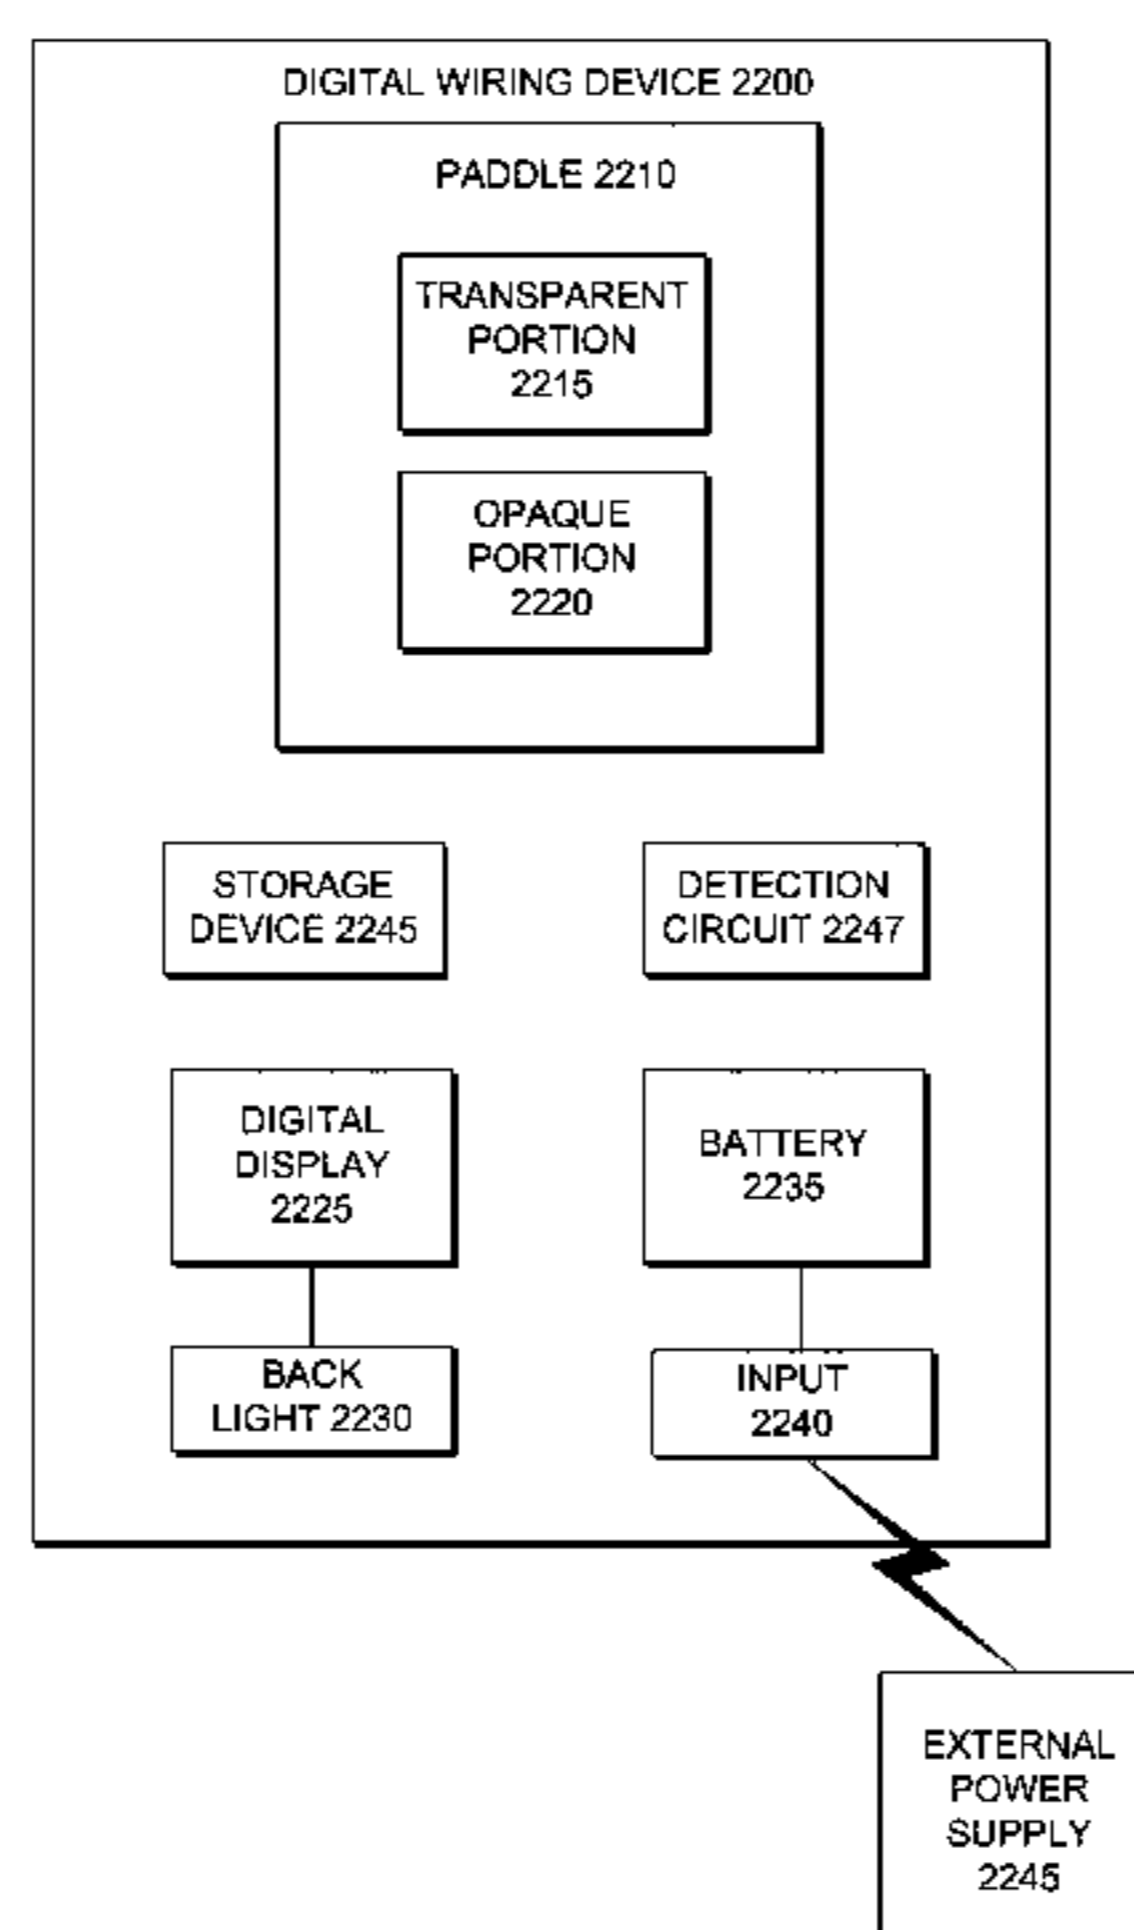 DIGITAL WIRING DEVICE 2200
PADDLE 2210
TRANSPARENT
PORTION
2215
OPAQUE
PORTION
2220
STORAGE
DEVICE 2245
DETECTION
CIRCUIT 2247
DIGITAL
DISPLAY
2225
BATTERY
2235
BACK
LIGHT 2230
INPUT
2240
EXTERNAL
POWER
SUPPLY
2245